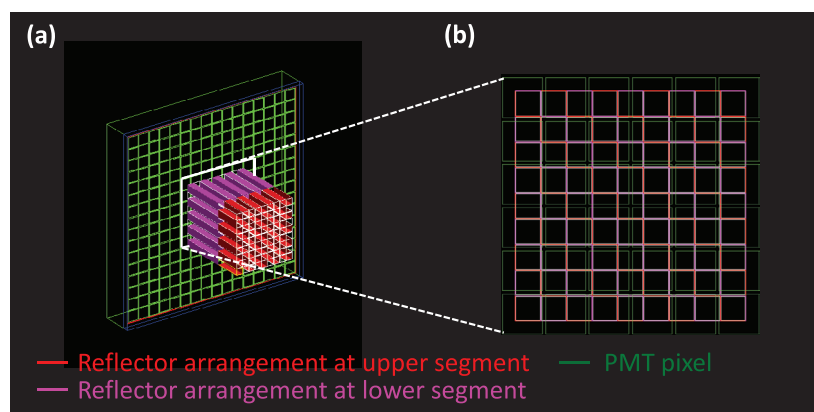 (a)
(b)
Reflector arrangement at upper segment
PMT pixel
Reflector arrangement at lower segment